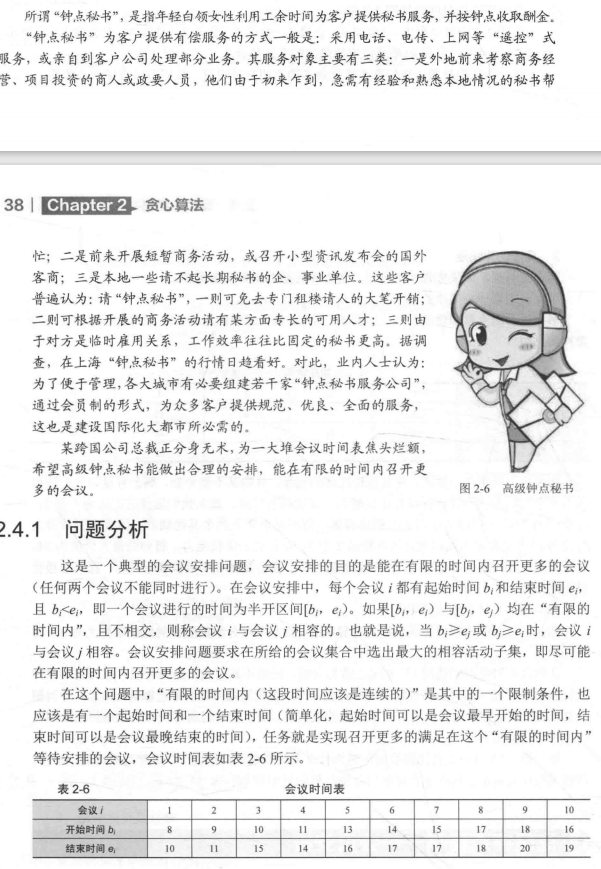 所谓“钟点秘书”，是指年轻白领女性利用工余时间为客户提供秘书服务，并按钟点收取酬金。
“钟点秘书”为客户提供有偿服务的方式一般是：采用电话、电传、上网等“遥控”式
服务，或亲自到客户公司处理部分业务。其服务对象主要有三类：一是外地前来考察商务经
营、项目投资的商人或政要人员，他们由于初来乍到，急需有经验和熟悉本地情况的秘书帮
38 | Chapter 2 贪心算法
忙；二是前来开展短暂商务活动，或召开小型资讯发布会的国外
客商；三是本地一些请不起长期秘书的企、事业单位。这些客户
普遍认为：请“钟点秘书”，一则可免去专门租楼请人的大笔开销；
二则可根据开展的商务活动请有某方面专长的可用人才；三则由
于对方是临时雇用关系，工作效率往往比固定的秘书更高。据调
查，在上海“钟点秘书”的行情日趋看好。对此，业内人士认为：
为了便于管理，各大城市有必要组建若干家“钟点秘书服务公司”，
通过会员制的形式，为众多客户提供规范、优良、全面的服务，
这也是建设国际化大都市所必需的。
某跨国公司总裁正分身无术，为一大堆会议时间表焦头烂额，
希望高级钟点秘书能做出合理的安排，能在有限的时间内召开更
多的会议。
图 2-6 高级钟点秘书
2.4.1 问题分析
这是一个典型的会议安排问题，会议安排的目的是能在有限的时间内召开更多的会议
（任何两个会议不能同时进行）。在会议安排中，每个会议 i 都有起始时间 bi 和结束时间 ei，
且 bi<ei，即一个会议进行的时间为半开区间[bi，ei）。如果[bi，ei）与[bj，ej）均在“有限的
时间内”，且不相交，则称会议 i 与会议 j 相容的。也就是说，当 bi≥ej 或 bj≥ei 时，会议 i
与会议 j 相容。会议安排问题要求在所给的会议集合中选出最大的相容活动子集，即尽可能
在有限的时间内召开更多的会议。
在这个问题中，“有限的时间内（这段时间应该是连续的）”是其中的一个限制条件，也
应该是有一个起始时间和一个结束时间（简单化，起始时间可以是会议最早开始的时间，结
束时间可以是会议最晚结束的时间），任务就是实现召开更多的满足在这个“有限的时间内”
等待安排的会议，会议时间表如表 2-6 所示。
表 2-6 会议时间表
会议 i 1 2 3 4 5 6 7 8 9 10
开始时间 bi 8 9 10 11 13 14 15 17 18 16
结束时间 ei 10 11 15 14 16 17 17 18 20 19